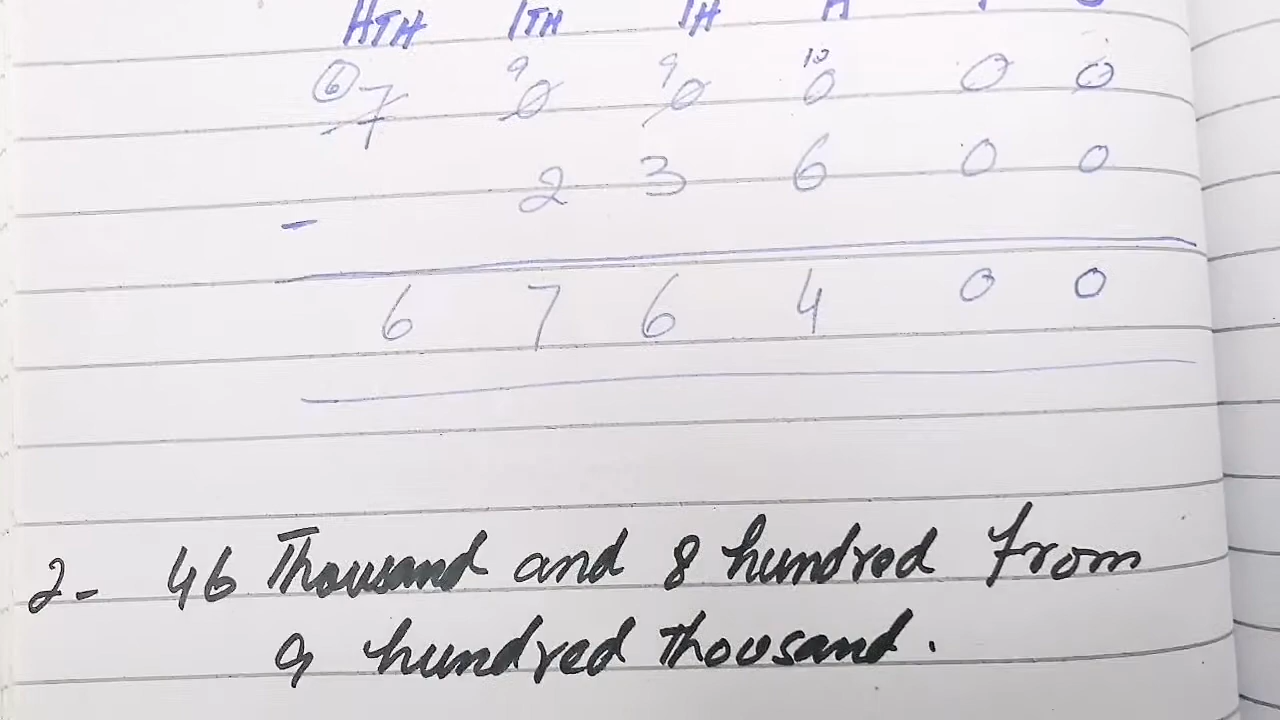 HTH TTH TH H
6 7 9 0 9 0 10 0 0 0
2 3 6 0 0
-
6 7 6 4 0 0
2- 46 Thousand and 8 hundred from
9 hundred thousand.